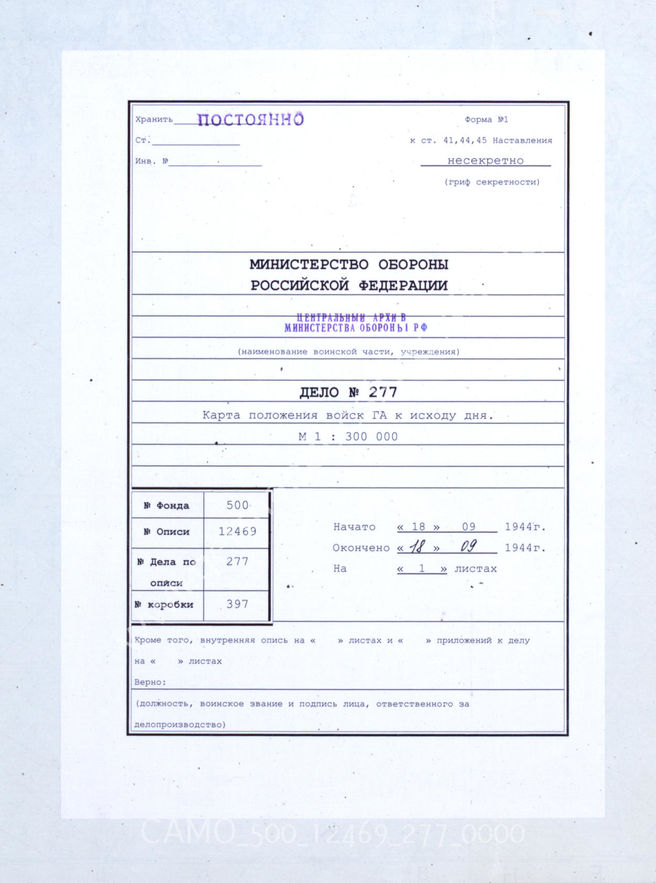 Хранить ПОСТОЯННО
Форма №1
Ст.
к ст. 41,44,45 Наставления
Инв. №
несекретно
(гриф секретности)
МИНИСТЕРСТВО ОБОРОНЫ
РОССИЙСКОЙ ФЕДЕРАЦИИ
ЦЕНТРАЛЬНЫЙ АРХИВ
МИНИСТЕРСТВА ОБОРОНЫ РФ
(наименование воинской части, учреждения)
ДЕЛО № 277
Карта положения войск ГА к исходу дня.
М 1 : 300 000
№ Фонда 500
№ Описи 12469
№ Дела по описи 277
№ коробки 397
Начато « 18 » 09 1944г.
Окончено « 18 » 09 1944г.
На « 1 » листах
Кроме того, внутренняя опись на « » листах и « » приложений к делу
на « » листах
Верно:
(должность, воинское звание и подпись лица, ответственного за
делопроизводство)
CAMO_500_12469_277_0000